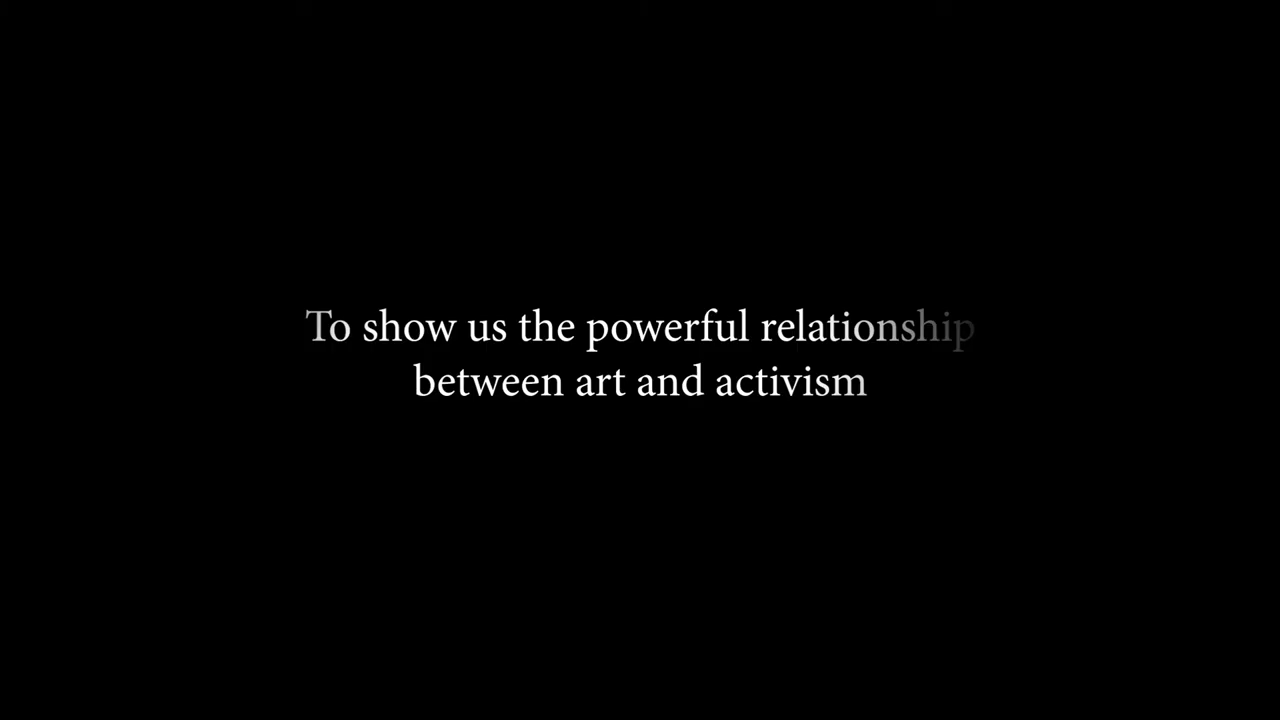 To show us the powerful relationship
between art and activism